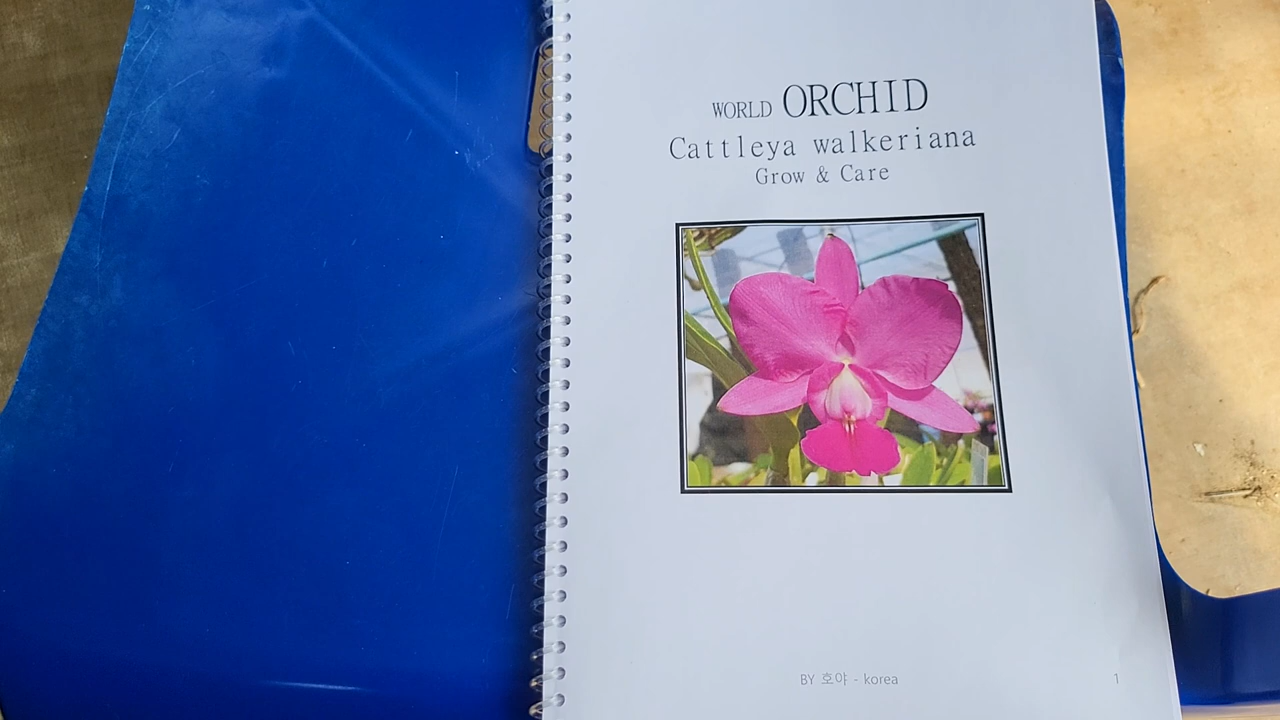 WORLD ORCHID
Cattleya walkeriana
Grow & Care
BY 호야 - korea
1